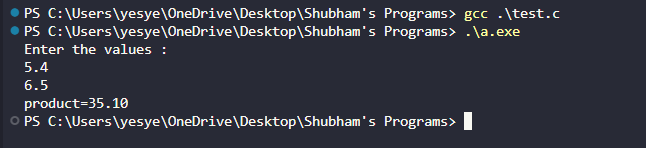 PS C:\Users\yesye\OneDrive\Desktop\Shubham's Programs> gcc .\test.c
PS C:\Users\yesye\OneDrive\Desktop\Shubham's Programs> .\a.exe
Enter the values :
5.4
6.5
product=35.10
PS C:\Users\yesye\OneDrive\Desktop\Shubham's Programs>